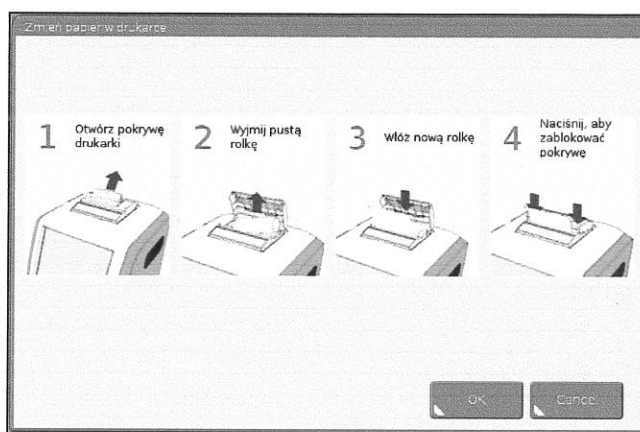 Zmień papier w drukarce
1 Otwórz pokrywę
drukarki
2 Wyjmij pustą
rolkę
3 Włóż nową rolkę
4 Naciśnij, aby
zablokować
pokrywę
OK
Cancel